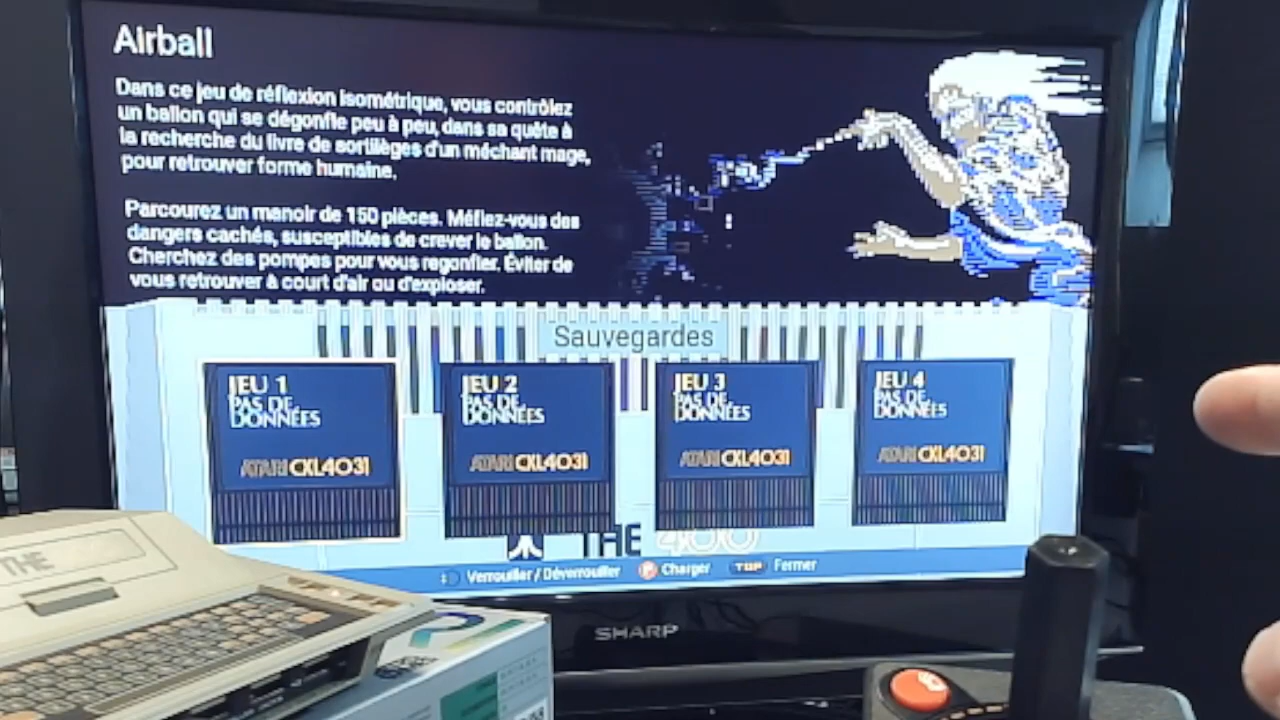 Airball
Dans ce jeu de réflexion isométrique, vous contrôlez
un ballon qui se dégonfle peu à peu, dans sa quête à
la recherche du livre de sortilèges d'un méchant mage,
pour retrouver forme humaine.
Parcourez un manoir de 150 pièces. Méfiez-vous des
dangers cachés, susceptibles de crever le ballon.
Cherchez des pompes pour vous regonfler. Éviter de
vous retrouver à court d'air ou d'exploser.
Sauvegardes
JEU 1
PAS DE
DONNÉES
ATARI CXL4031
JEU 2
PAS DE
DONNÉES
ATARI CXL4031
JEU 3
PAS DE
DONNÉES
ATARI CXL4031
JEU 4
PAS DE
DONNÉES
ATARI CXL4031
THE 400
Verrouiller / Déverrouiller Charger TOP Fermer
SHARP
THE